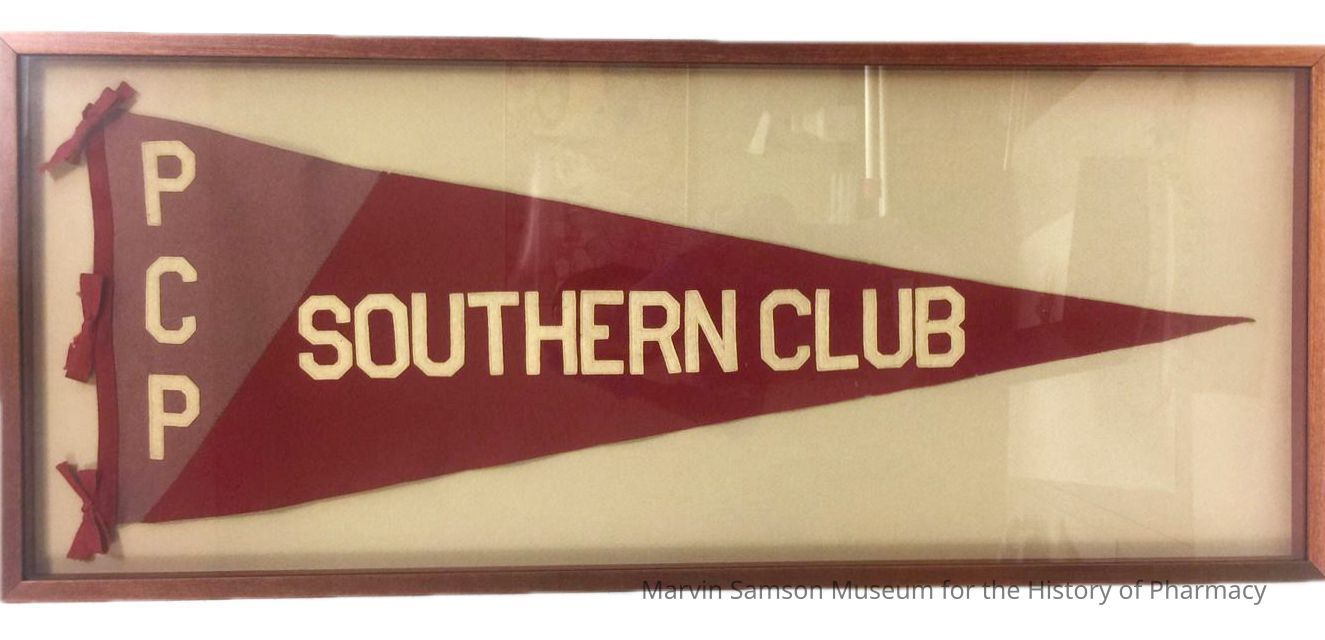 P
C
P
SOUTHERN CLUB
Marvin Samson Museum for the History of Pharmacy